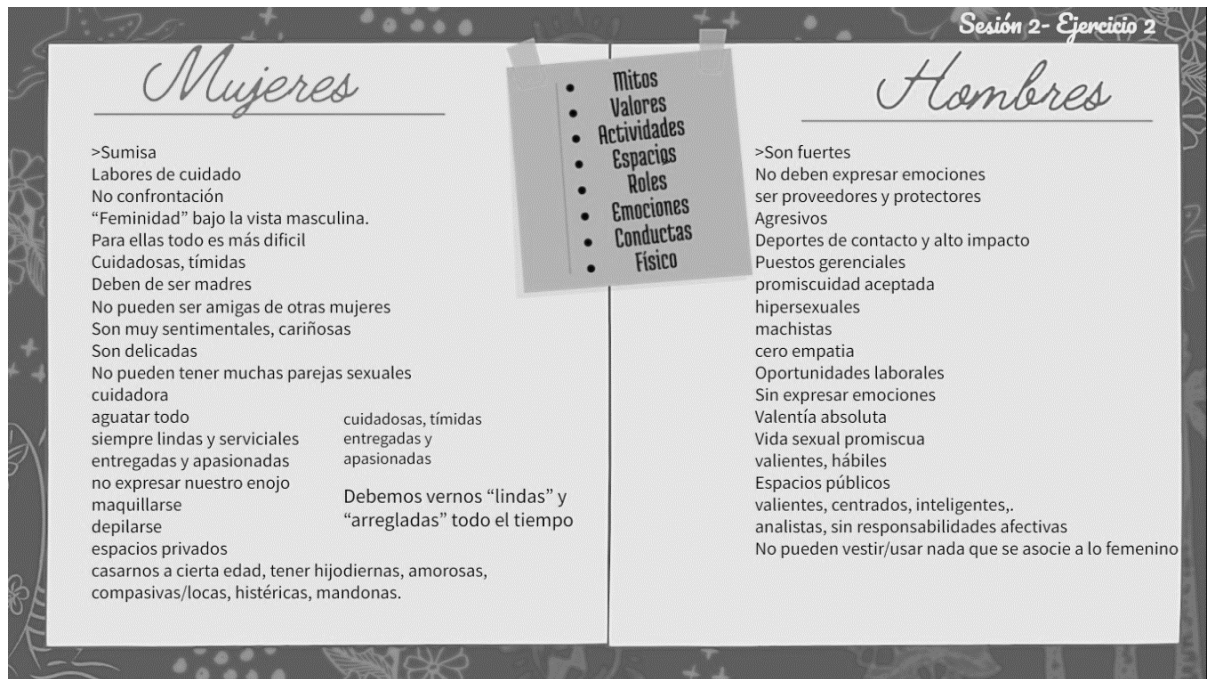 Sesión 2- Ejercicio 2
Mujeres
>Sumisa
Labores de cuidado
No confrontación
“Feminidad” bajo la vista masculina.
Para ellas todo es más dificil
Cuidadosas, tímidas
Deben de ser madres
No pueden ser amigas de otras mujeres
Son muy sentimentales, cariñosas
Son delicadas
No pueden tener muchas parejas sexuales
cuidadora
aguatar todo
siempre lindas y serviciales
entregadas y apasionadas
no expresar nuestro enojo
maquillarse
depilarse
espacios privados
casarnos a cierta edad, tener hijodiernas, amorosas,
compasivas/locas, histéricas, mandonas.
cuidadosas, tímidas
entregadas y
apasionadas
Debemos vernos “lindas” y
“arregladas” todo el tiempo
• Mitos
• Valores
• Actividades
• Espacios
• Roles
• Emociones
• Conductas
• Físico
Hombres
>Son fuertes
No deben expresar emociones
ser proveedores y protectores
Agresivos
Deportes de contacto y alto impacto
Puestos gerenciales
promiscuidad aceptada
hipersexuales
machistas
cero empatia
Oportunidades laborales
Sin expresar emociones
Valentía absoluta
Vida sexual promiscua
valientes, hábiles
Espacios públicos
valientes, centrados, inteligentes,.
analistas, sin responsabilidades afectivas
No pueden vestir/usar nada que se asocie a lo femenino